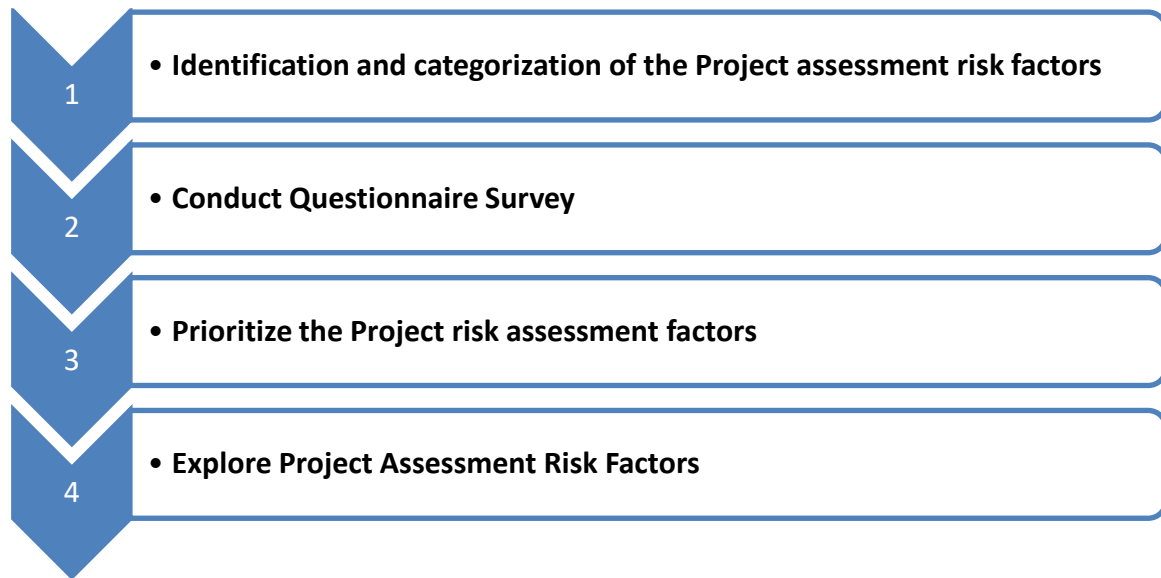 1
• Identification and categorization of the Project assessment risk factors
2
• Conduct Questionnaire Survey
3
• Prioritize the Project risk assessment factors
4
• Explore Project Assessment Risk Factors